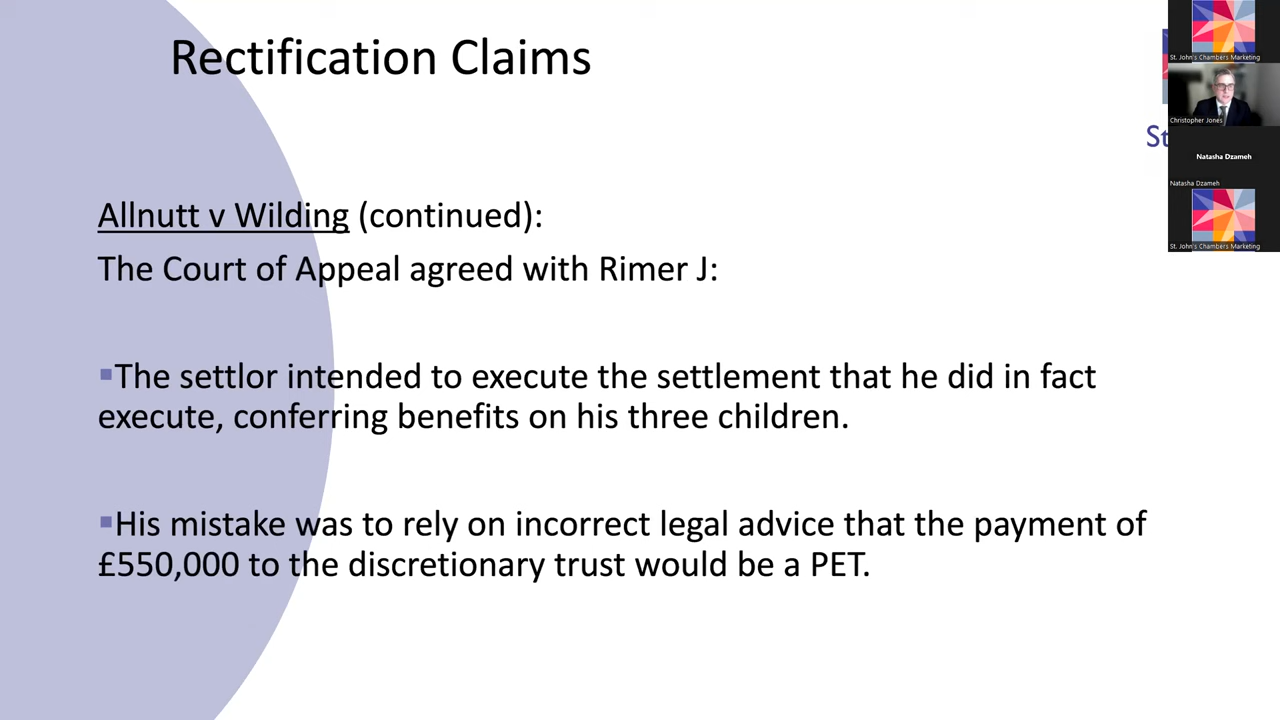 Rectification Claims
St. John's Chambers Marketing
Christopher Jones
St
Natasha Dzameh
Natasha Dzameh
St. John's Chambers Marketing
Allnutt v Wilding (continued):
The Court of Appeal agreed with Rimer J:
▪The settlor intended to execute the settlement that he did in fact
execute, conferring benefits on his three children.
▪His mistake was to rely on incorrect legal advice that the payment of
£550,000 to the discretionary trust would be a PET.